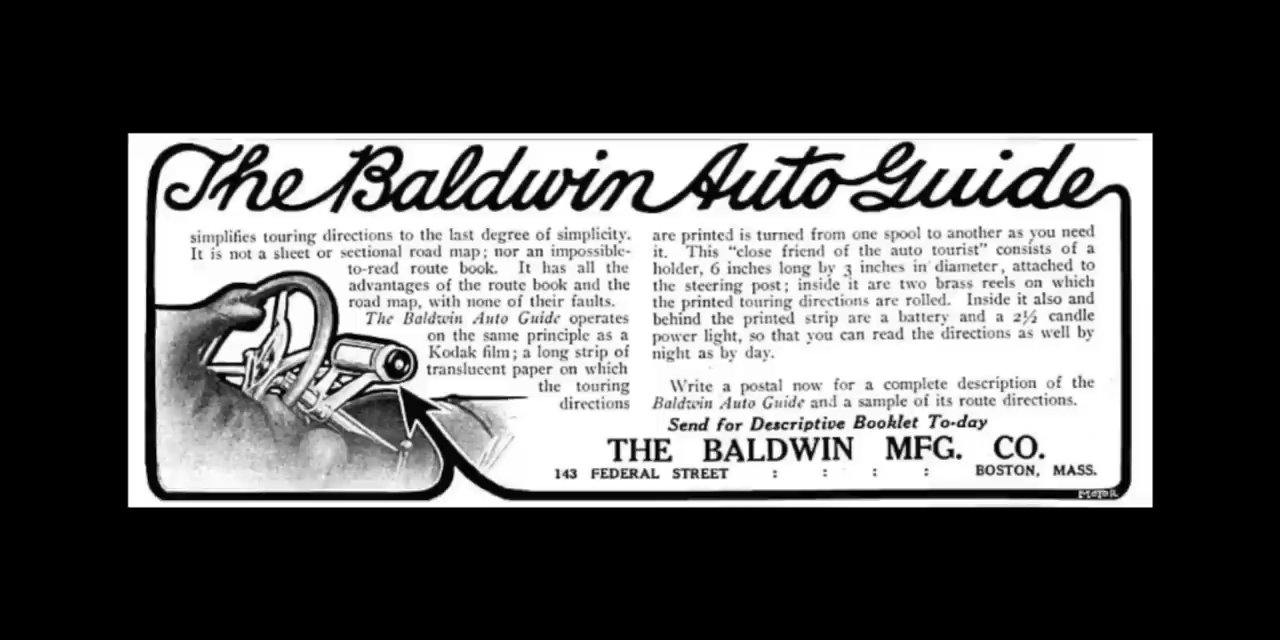 The Baldwin Auto Guide
simplifies touring directions to the last degree of simplicity.
It is not a sheet or sectional road map; nor an impossible-
to-read route book. It has all the
advantages of the route book and the
road map, with none of their faults.
The Baldwin Auto Guide operates
on the same principle as a
Kodak film; a long strip of
translucent paper on which
the touring
directions
are printed is turned from one spool to another as you need
it. This "close friend of the auto tourist" consists of a
holder, 6 inches long by 3 inches in diameter, attached to
the steering post; inside it are two brass reels on which
the printed touring directions are rolled. Inside it also and
behind the printed strip are a battery and a 2½ candle
power light, so that you can read the directions as well by
night as by day.
Write a postal now for a complete description of the
Baldwin Auto Guide and a sample of its route directions.
Send for Descriptive Booklet To-day
THE BALDWIN MFG. CO.
143 FEDERAL STREET : : : : BOSTON, MASS.
MOTOR